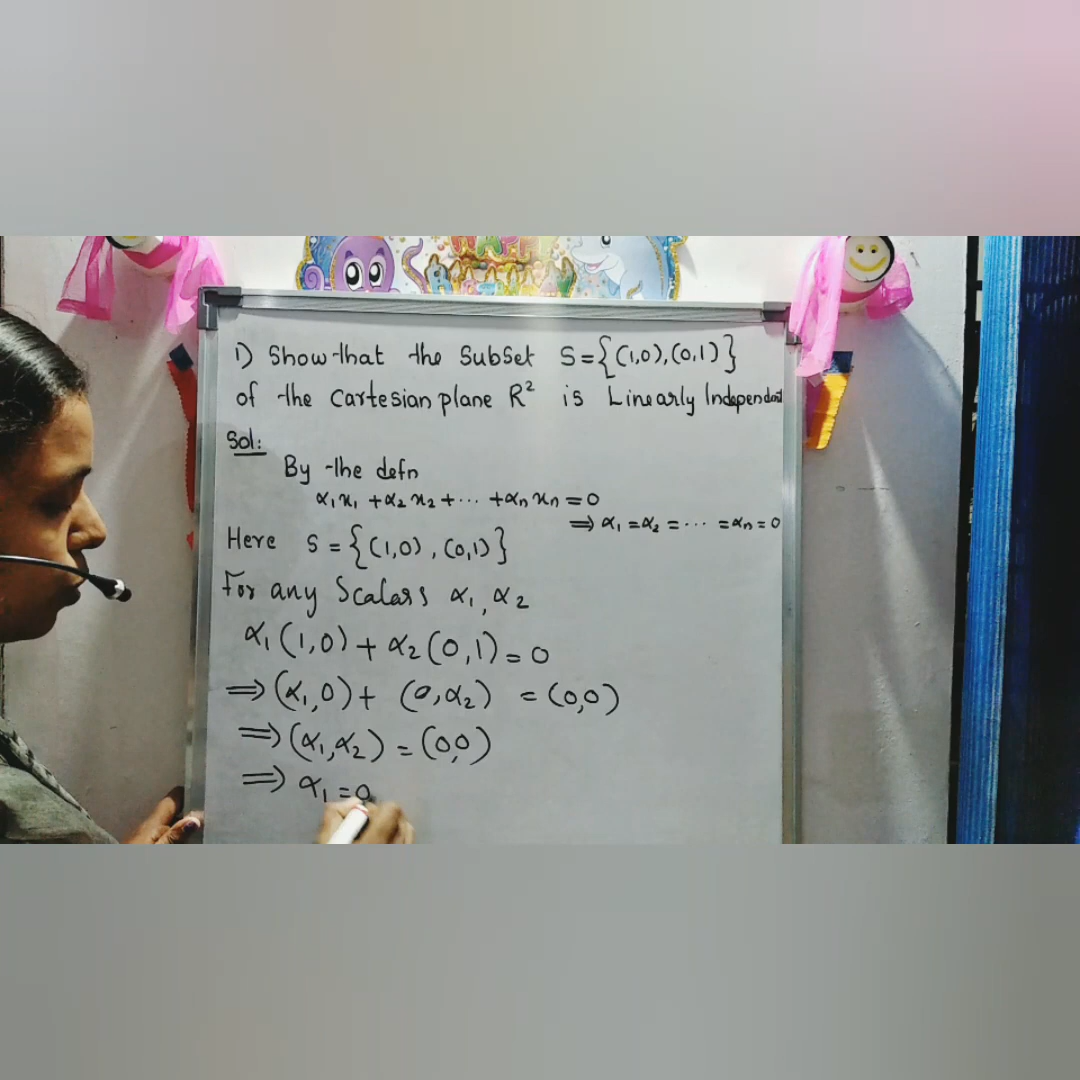 HAPPY
BIRTHDAY
1) Show that the Subset S={(1,0),(0,1)}
of the Cartesian plane R² is Linearly Independent
Sol:
By the defn
α₁x₁ + α₂x₂ + ... + αₙxₙ = 0
⇒ α₁ = α₂ = ... = αₙ = 0
Here S = {(1,0), (0,1)}
For any Scalars α₁, α₂
α₁(1,0) + α₂(0,1) = 0
⇒ (α₁,0) + (0,α₂) = (0,0)
⇒ (α₁,α₂) = (0,0)
⇒ α₁ = 0